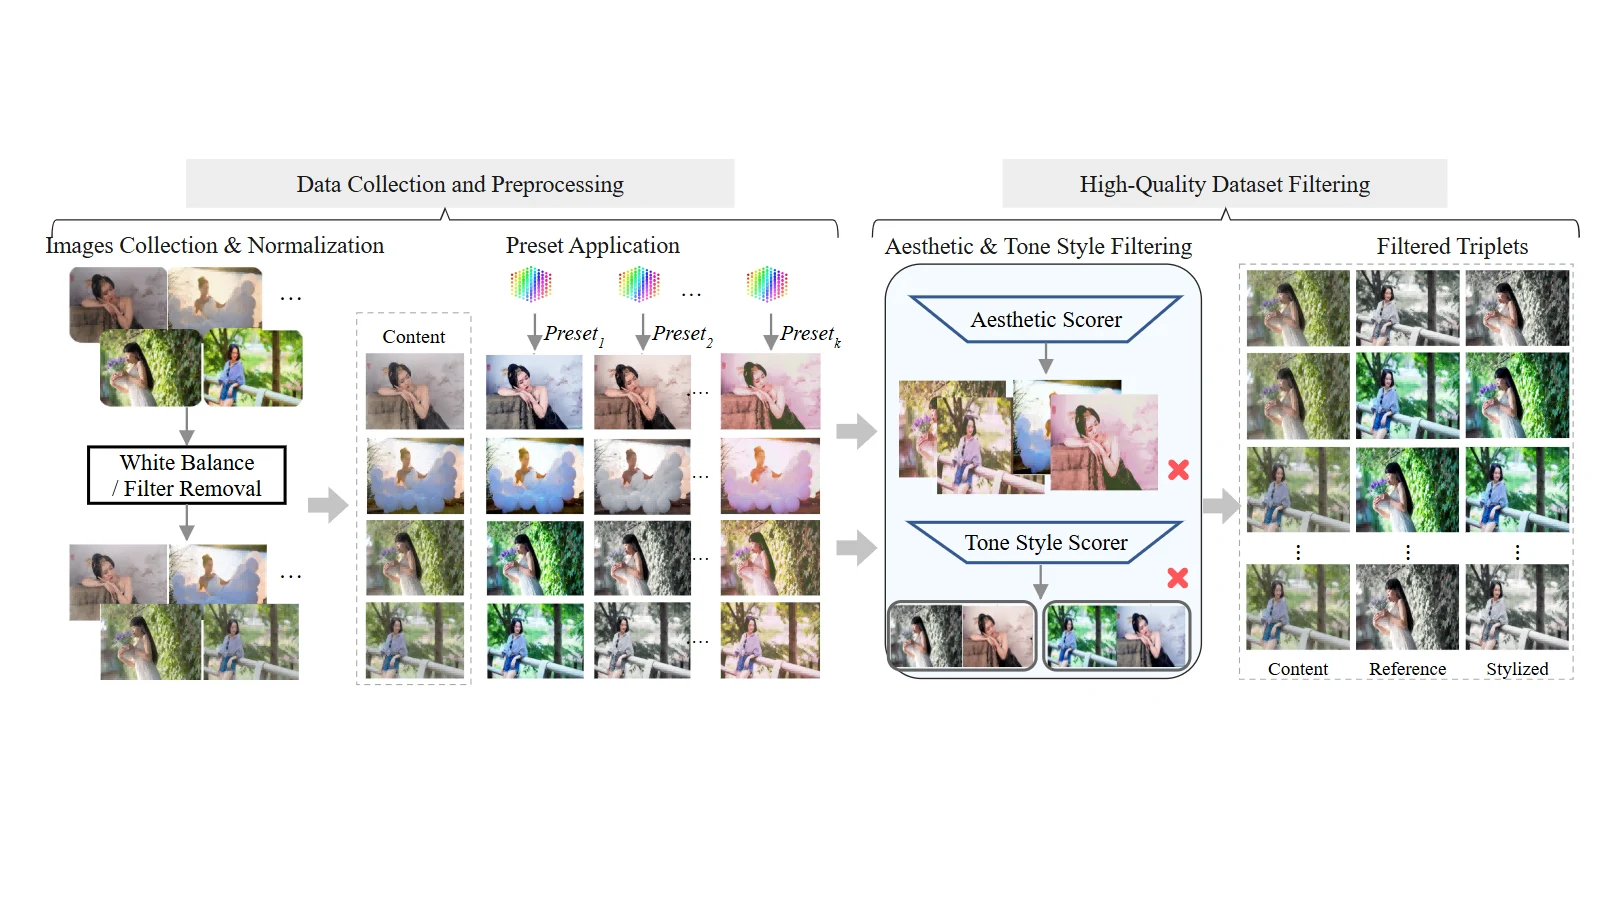 Data Collection and Preprocessing
High-Quality Dataset Filtering
Images Collection & Normalization
Preset Application
Aesthetic & Tone Style Filtering
Filtered Triplets
...
...
Content
Preset1
Preset2
Presetk
Aesthetic Scorer
White Balance
/ Filter Removal
...
...
...
...
...
Tone Style Scorer
Content
Reference
Stylized